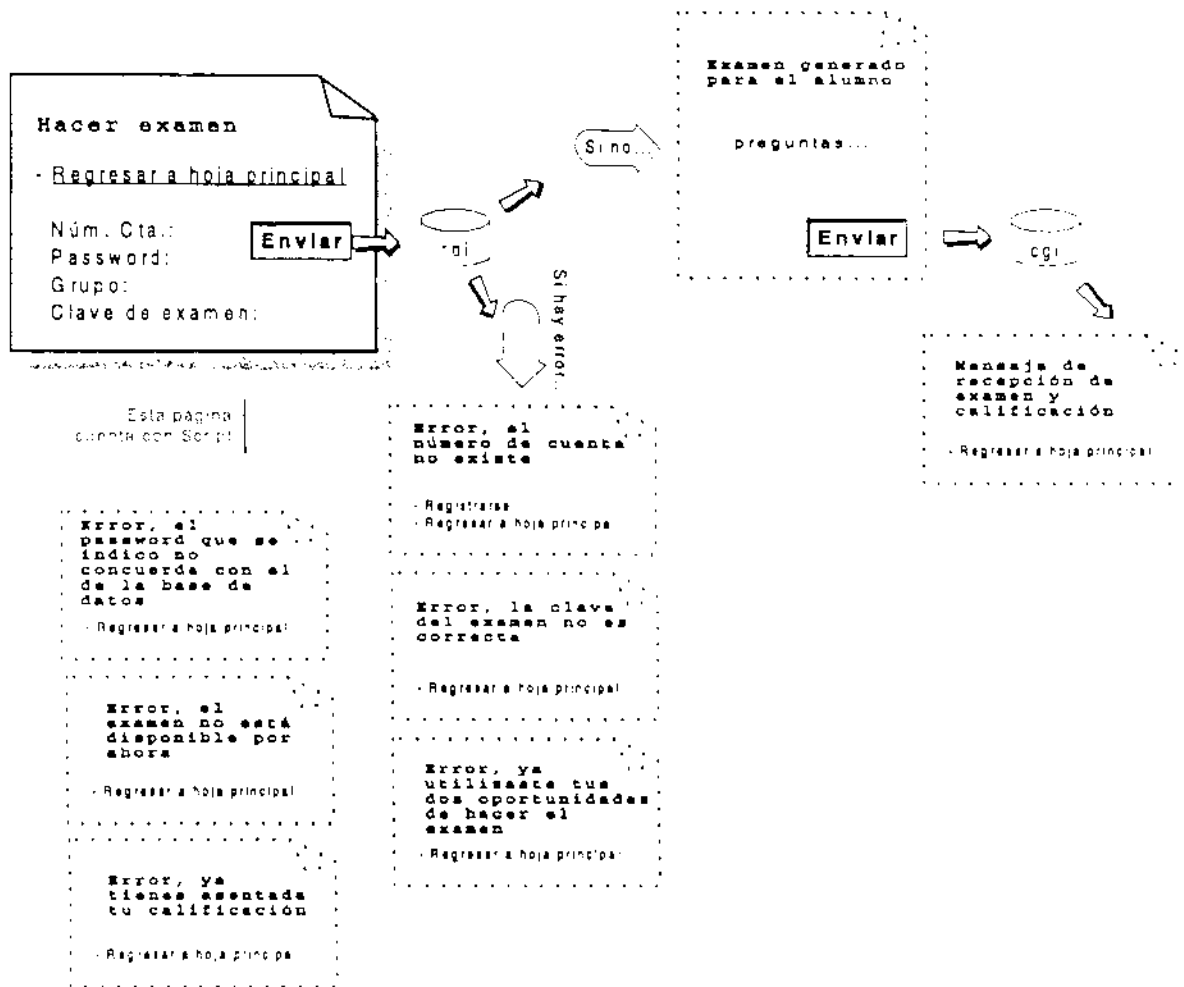 Hacer examen
- Regresar a hoja principal
Núm. Cta.:
Password:
Grupo:
Clave de examen:
Enviar
cgi
Si no...
Si hay error...
Examen generado
para el alumno
preguntas...
Enviar
cgi
Mensaje de
recepción de
examen y
calificación
- Regresar a hoja principal
Esta página
cuenta con Script
Error, el
número de cuenta
no existe
- Registrarse
- Regresar a hoja principa
Error, el
password que se
indico no
concuerda con el
de la base de
datos
- Regresar a hoja principal
Error, la clave
del examen no es
correcta
- Regresar a hoja principal
Error, el
examen no está
disponible por
ahora
- Regresar a hoja principal
Error, ya
utilizaste tus
dos oportunidades
de hacer el
examen
- Regresar a hoja principal
Error, ya
tienes asentada
tu calificación
- Regresar a hoja principa